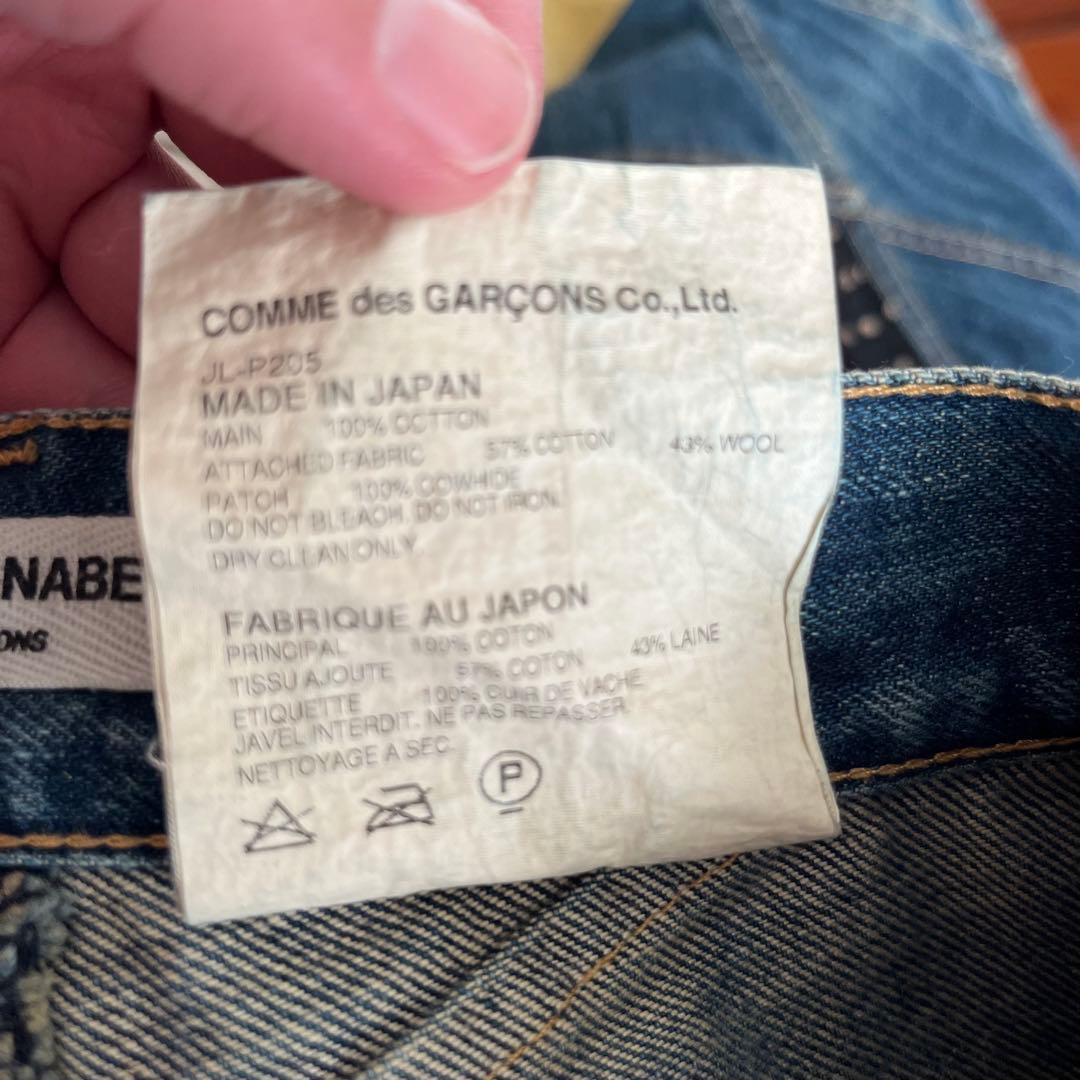 COMME des GARÇONS Co.,Ltd.
JL-P205
MADE IN JAPAN
MAIN 100% COTTON
ATTACHED FABRIC 57% COTTON 43% WOOL
PATCH 100% COWHIDE
DO NOT BLEACH. DO NOT IRON.
DRY CLEAN ONLY.
FABRIQUE AU JAPON
PRINCIPAL 100% COTON
TISSU AJOUTE 57% COTON 43% LAINE
ETIQUETTE 100% CUIR DE VACHE
JAVEL INTERDIT. NE PAS REPASSER.
NETTOYAGE A SEC.
P
NABE
ONS